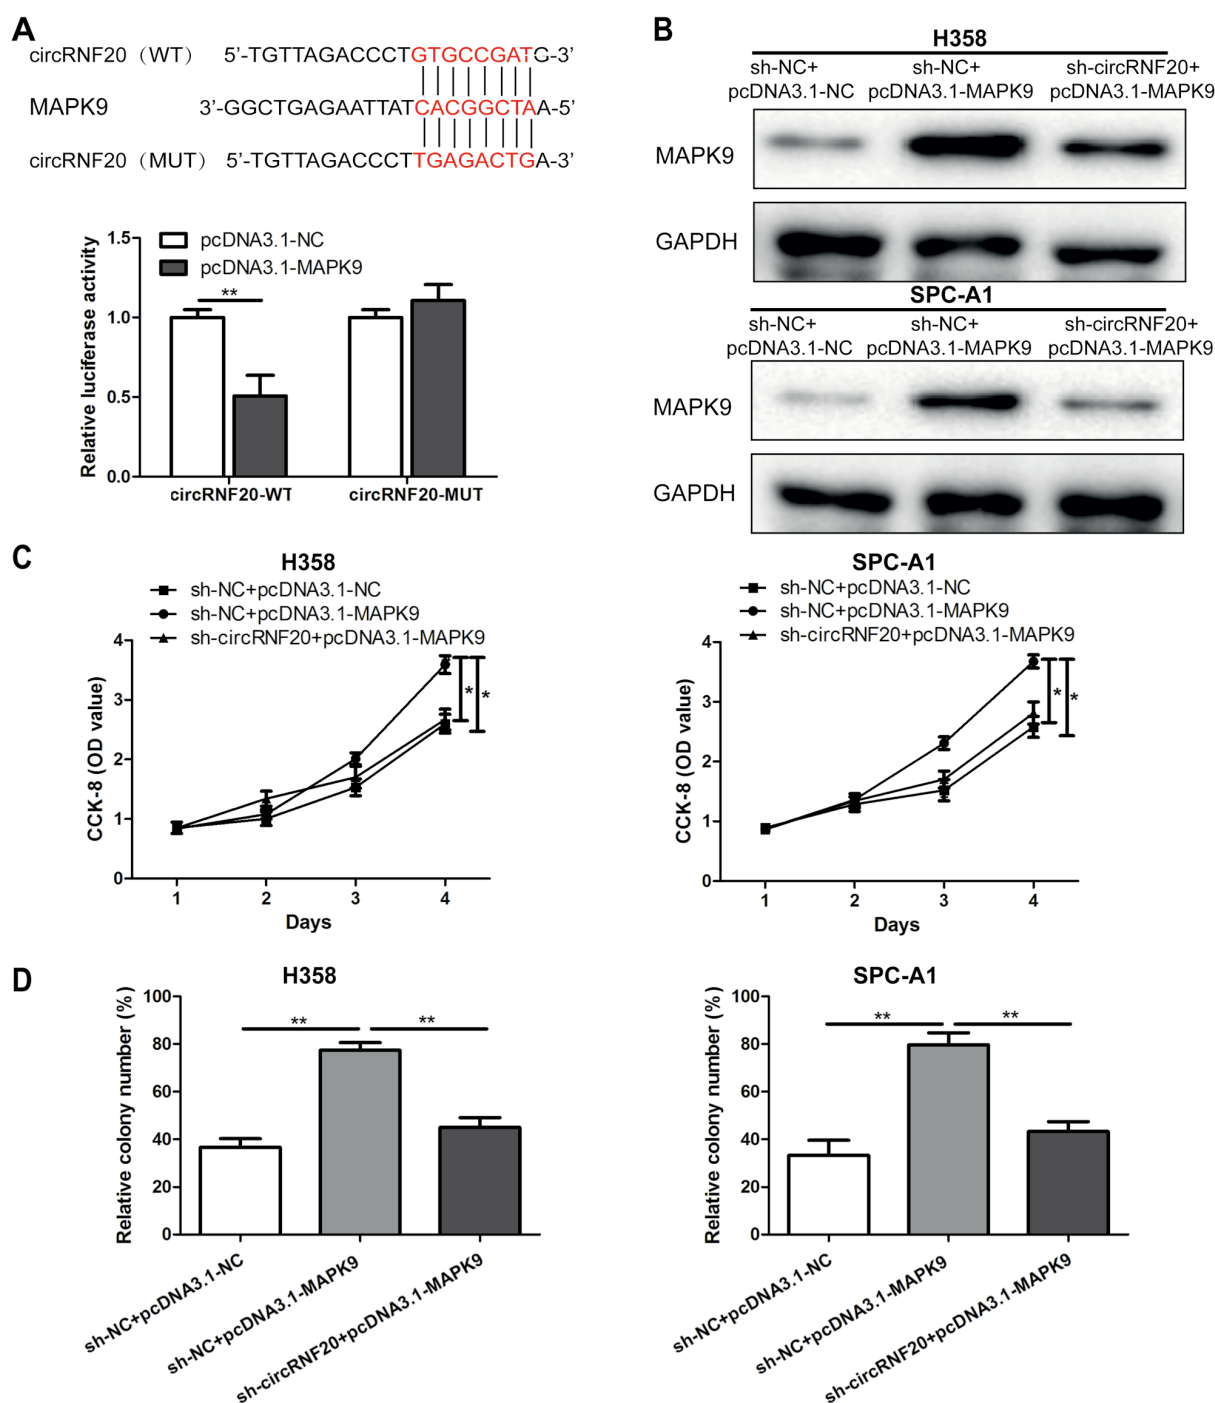 A
circRNF20 （WT） 5’-TGTTAGACCCTGTGCCGATG-3’
MAPK9 3’-GGCTGAGAATTATCACGGCTAA-5’
circRNF20 （MUT） 5’-TGTTAGACCCTTGAGACTGA-3’
Relative luciferase activity
1.5
1.0
0.5
0.0
pcDNA3.1-NC
pcDNA3.1-MAPK9
**
circRNF20-WT circRNF20-MUT
B
H358
sh-NC+ sh-NC+ sh-circRNF20+
pcDNA3.1-NC pcDNA3.1-MAPK9 pcDNA3.1-MAPK9
MAPK9
GAPDH
SPC-A1
sh-NC+ sh-NC+ sh-circRNF20+
pcDNA3.1-NC pcDNA3.1-MAPK9 pcDNA3.1-MAPK9
MAPK9
GAPDH
C
H358
sh-NC+pcDNA3.1-NC
sh-NC+pcDNA3.1-MAPK9
sh-circRNF20+pcDNA3.1-MAPK9
CCK-8 (OD value)
4
3
2
1
0
* *
1 2 3 4
Days
SPC-A1
sh-NC+pcDNA3.1-NC
sh-NC+pcDNA3.1-MAPK9
sh-circRNF20+pcDNA3.1-MAPK9
CCK-8 (OD value)
4
3
2
1
0
* *
1 2 3 4
Days
D
H358
Relative colony number (%)
100
80
60
40
20
0
** **
sh-NC+pcDNA3.1-NC
sh-NC+pcDNA3.1-MAPK9
sh-circRNF20+pcDNA3.1-MAPK9
SPC-A1
Relative colony number (%)
100
80
60
40
20
0
** **
sh-NC+pcDNA3.1-NC
sh-NC+pcDNA3.1-MAPK9
sh-circRNF20+pcDNA3.1-MAPK9